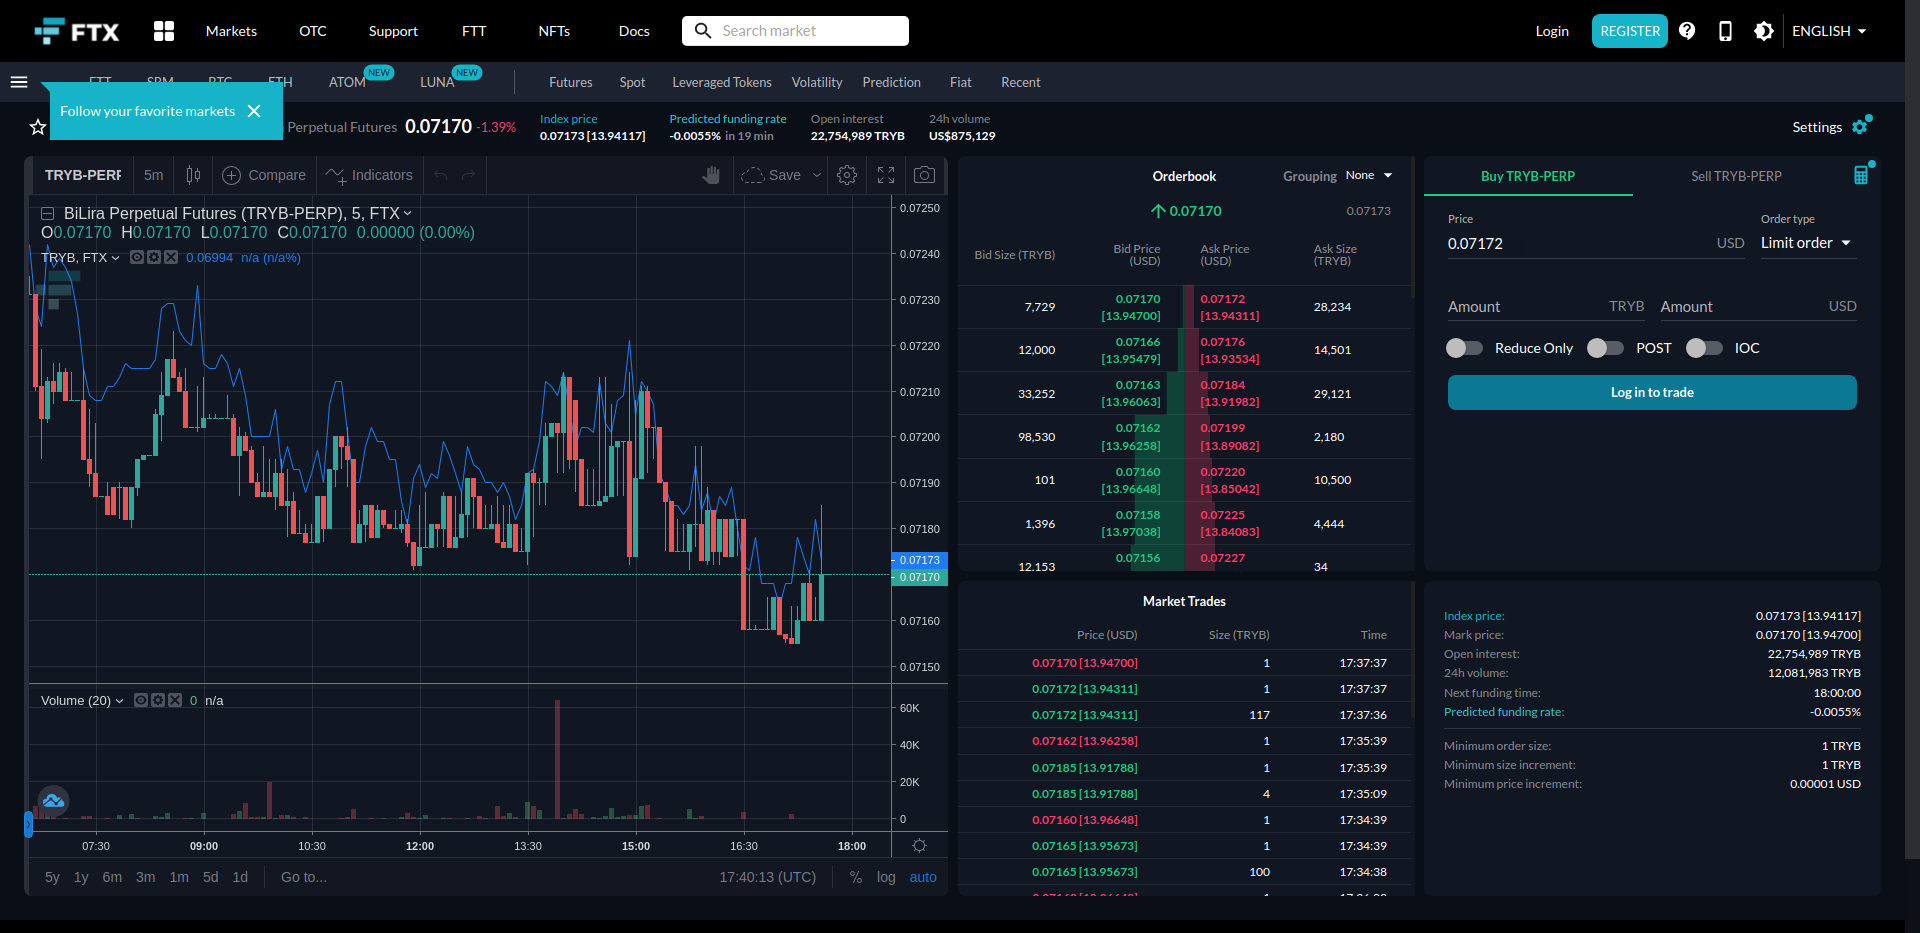 FTX
Markets
OTC
Support
FTT
NFTs
Docs
Search market
Login
REGISTER
ENGLISH
ATOM NEW
LUNA NEW
Futures
Spot
Leveraged Tokens
Volatility
Prediction
Fiat
Recent
Follow your favorite markets
Perpetual Futures
0.07170
-1.39%
Index price
0.07173 [13.94117]
Predicted funding rate
-0.0055% in 19 min
Open interest
22,754,989 TRYB
24h volume
US$875,129
Settings
TRYB-PERP
5m
Compare
Indicators
Save
BiLira Perpetual Futures (TRYB-PERP), 5, FTX
O0.07170 H0.07170 L0.07170 C0.07170 0.00000 (0.00%)
TRYB, FTX
0.06994 n/a (n/a%)
0.07250
0.07240
0.07230
0.07220
0.07210
0.07200
0.07190
0.07180
0.07173
0.07170
0.07160
0.07150
Volume (20)
0 n/a
60K
40K
20K
0
07:30 09:00 10:30 12:00 13:30 15:00 16:30 18:00
5y 1y 6m 3m 1m 5d 1d Go to...
17:40:13 (UTC) % log auto
Orderbook
Grouping None
0.07170
0.07173
Bid Size (TRYB)
Bid Price (USD)
Ask Price (USD)
Ask Size (TRYB)
7,729 0.07170 [13.94700] 0.07172 [13.94311] 28,234
12,000 0.07166 [13.95479] 0.07176 [13.93534] 14,501
33,252 0.07163 [13.96063] 0.07184 [13.91982] 29,121
98,530 0.07162 [13.96258] 0.07199 [13.89082] 2,180
101 0.07160 [13.96648] 0.07220 [13.85042] 10,500
1,396 0.07158 [13.97038] 0.07225 [13.84083] 4,444
12,153 0.07156 0.07227 34
Market Trades
Price (USD) Size (TRYB) Time
0.07170 [13.94700] 1 17:37:37
0.07172 [13.94311] 1 17:37:37
0.07172 [13.94311] 117 17:37:36
0.07162 [13.96258] 1 17:35:39
0.07185 [13.91788] 1 17:35:39
0.07185 [13.91788] 4 17:35:09
0.07160 [13.96648] 1 17:34:39
0.07165 [13.95673] 1 17:34:39
0.07165 [13.95673] 100 17:34:38
Buy TRYB-PERP
Sell TRYB-PERP
Price
0.07172 USD
Order type
Limit order
Amount TRYB
Amount USD
Reduce Only
POST
IOC
Log in to trade
Index price: 0.07173 [13.94117]
Mark price: 0.07170 [13.94700]
Open interest: 22,754,989 TRYB
24h volume: 12,081,983 TRYB
Next funding time: 18:00:00
Predicted funding rate: -0.0055%
Minimum order size: 1 TRYB
Minimum size increment: 1 TRYB
Minimum price increment: 0.00001 USD